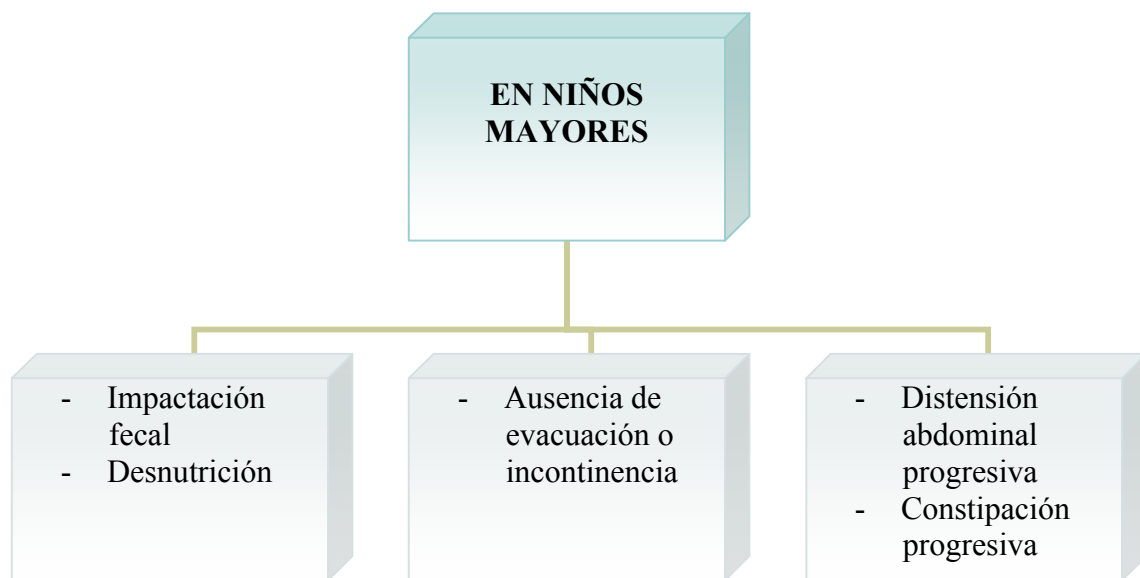 EN NIÑOS
MAYORES
- Impactación
fecal
- Desnutrición
- Ausencia de
evacuación o
incontinencia
- Distensión
abdominal
progresiva
- Constipación
progresiva